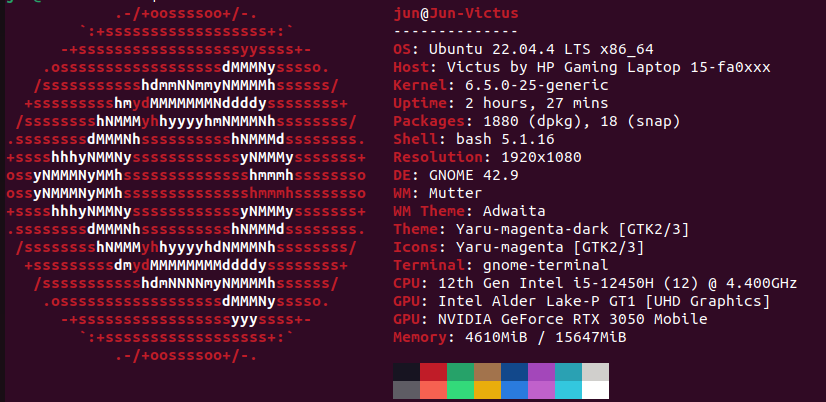 .-/+oossssoo+/-.
`:+ssssssssssssssssss+:`
-+ssssssssssssssssssyyssss+-
.ossssssssssssssssssdMMMNysssso.
/ssssssssssshdmmNNmmyNMMMMhssssss/
+ssssssssshmydMMMMMMMNddddyssssssss+
/sssssssshNMMMyhhyyyyhmNMMMNhssssssss/
.ssssssssdMMMNhsssssssssshNMMMdssssssss.
+sssshhhyNMMNyssssssssssssyNMMMysssssss+
ossyNMMMNyMMhsssssssssssssshmmmhssssssso
ossyNMMMNyMMhsssssssssssssshmmmhssssssso
+sssshhhyNMMNyssssssssssssyNMMMysssssss+
.ssssssssdMMMNhsssssssssshNMMMdssssssss.
/sssssssshNMMMyhhyyyyhdNMMMNhssssssss/
+sssssssssdmydMMMMMMMMddddyssssssss+
/ssssssssssshdmNNNNmyNMMMMhssssss/
.ossssssssssssssssssdMMMNysssso.
-+sssssssssssssssssyyyssss+-
`:+ssssssssssssssssss+:`
.-/+oossssoo+/-.
jun@Jun-Victus
--------------
OS: Ubuntu 22.04.4 LTS x86_64
Host: Victus by HP Gaming Laptop 15-fa0xxx
Kernel: 6.5.0-25-generic
Uptime: 2 hours, 27 mins
Packages: 1880 (dpkg), 18 (snap)
Shell: bash 5.1.16
Resolution: 1920x1080
DE: GNOME 42.9
WM: Mutter
WM Theme: Adwaita
Theme: Yaru-magenta-dark [GTK2/3]
Icons: Yaru-magenta [GTK2/3]
Terminal: gnome-terminal
CPU: 12th Gen Intel i5-12450H (12) @ 4.400GHz
GPU: Intel Alder Lake-P GT1 [UHD Graphics]
GPU: NVIDIA GeForce RTX 3050 Mobile
Memory: 4610MiB / 15647MiB